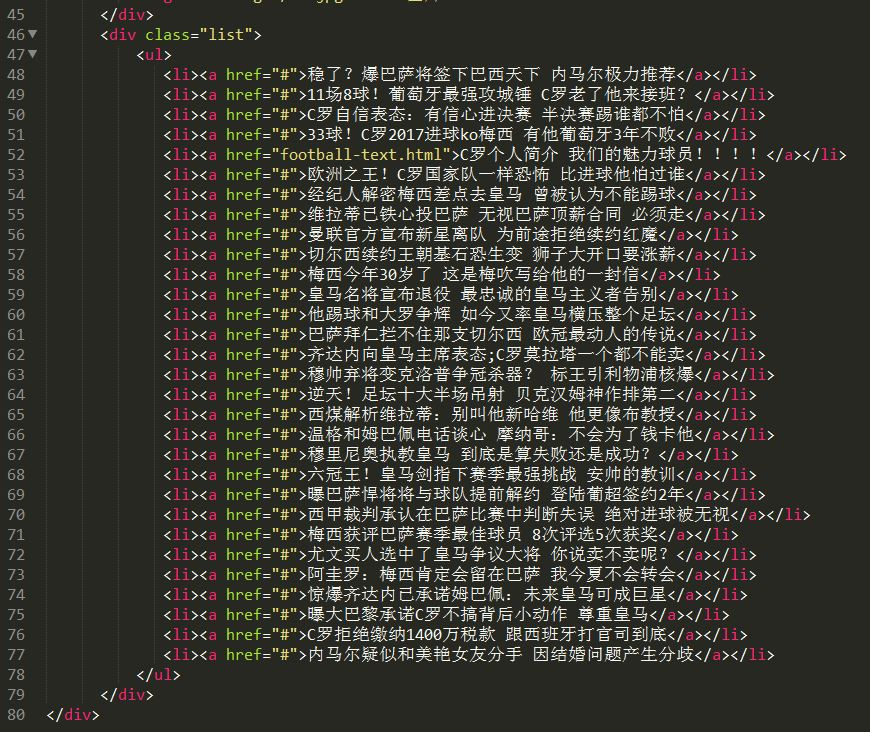 45 </div>
46 <div class="list">
47 <ul>
48 <li><a href="#">稳了？爆巴萨将签下巴西天下 内马尔极力推荐</a></li>
49 <li><a href="#">11场8球！葡萄牙最强攻城锤 C罗老了他来接班？</a></li>
50 <li><a href="#">C罗自信表态：有信心进决赛 半决赛踢谁都不怕</a></li>
51 <li><a href="#">33球！C罗2017进球ko梅西 有他葡萄牙3年不败</a></li>
52 <li><a href="football-text.html">C罗个人简介 我们的魅力球员！！！！</a></li>
53 <li><a href="#">欧洲之王！C罗国家队一样恐怖 比进球他怕过谁</a></li>
54 <li><a href="#">经纪人解密梅西差点去皇马 曾被认为不能踢球</a></li>
55 <li><a href="#">维拉蒂已铁心投巴萨 无视巴萨顶薪合同 必须走</a></li>
56 <li><a href="#">曼联官方宣布新星离队 为前途拒绝续约红魔</a></li>
57 <li><a href="#">切尔西续约王朝基石恐生变 狮子大开口要涨薪</a></li>
58 <li><a href="#">梅西今年30岁了 这是梅吹写给他的一封信</a></li>
59 <li><a href="#">皇马名将宣布退役 最忠诚的皇马主义者告别</a></li>
60 <li><a href="#">他踢球和大罗争辉 如今又率皇马横压整个足坛</a></li>
61 <li><a href="#">巴萨拜仁拦不住那支切尔西 欧冠最动人的传说</a></li>
62 <li><a href="#">齐达内向皇马主席表态;C罗莫拉塔一个都不能卖</a></li>
63 <li><a href="#">穆帅弃将变克洛普争冠杀器？ 标王引利物浦核爆</a></li>
64 <li><a href="#">逆天！足坛十大半场吊射 贝克汉姆神作排第二</a></li>
65 <li><a href="#">西媒解析维拉蒂：别叫他新哈维 他更像布教授</a></li>
66 <li><a href="#">温格和姆巴佩电话谈心 摩纳哥：不会为了钱卡他</a></li>
67 <li><a href="#">穆里尼奥执教皇马 到底是算失败还是成功？</a></li>
68 <li><a href="#">六冠王！皇马剑指下赛季最强挑战 安帅的教训</a></li>
69 <li><a href="#">曝巴萨悍将将与球队提前解约 登陆葡超签约2年</a></li>
70 <li><a href="#">西甲裁判承认在巴萨比赛中判断失误 绝对进球被无视</a></li>
71 <li><a href="#">梅西获评巴萨赛季最佳球员 8次评选5次获奖</a></li>
72 <li><a href="#">尤文买人选中了皇马争议大将 你说卖不卖呢？</a></li>
73 <li><a href="#">阿圭罗：梅西肯定会留在巴萨 我今夏不会转会</a></li>
74 <li><a href="#">惊爆齐达内已承诺姆巴佩：未来皇马可成巨星</a></li>
75 <li><a href="#">曝大巴黎承诺C罗不搞背后小动作 尊重皇马</a></li>
76 <li><a href="#">C罗拒绝缴纳1400万税款 跟西班牙打官司到底</a></li>
77 <li><a href="#">内马尔疑似和美艳女友分手 因结婚问题产生分歧</a></li>
78 </ul>
79 </div>
80 </div>